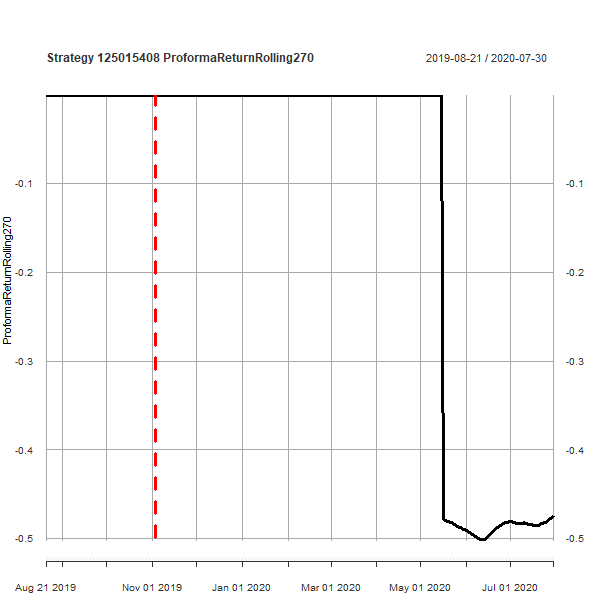 Strategy 125015408 ProformaReturnRolling270
2019-08-21 / 2020-07-30
ProformaReturnRolling270
-0.1
-0.1
-0.2
-0.2
-0.3
-0.3
-0.4
-0.4
-0.5
-0.5
Aug 21 2019
Nov 01 2019
Jan 01 2020
Mar 01 2020
May 01 2020
Jul 01 2020